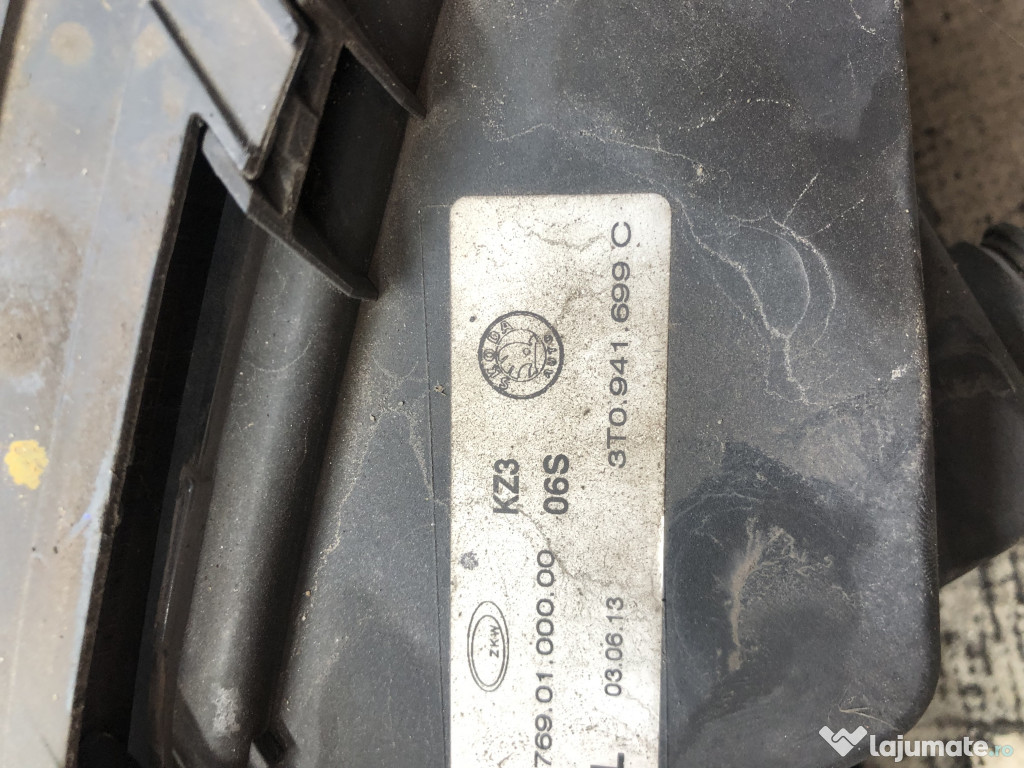 SKODA AUTO
ZKW KZ3
769.01.000.00 06S
L 03.06.13 3T0.941.699 C
lajumate.ro